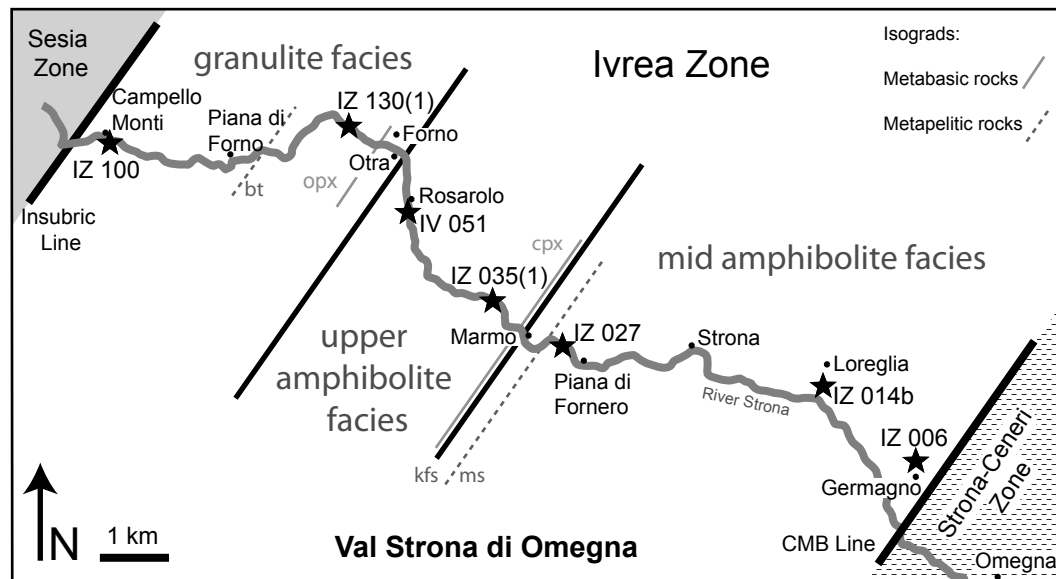 Sesia
Zone
granulite facies
Ivrea Zone
Isograds:
Metabasic rocks
Metapelitic rocks
Campello
Monti
Piana di
Forno
IZ 130(1)
Forno
Otra
IZ 100
bt
opx
Rosarolo
IV 051
Insubric
Line
cpx
mid amphibolite facies
IZ 035(1)
Marmo
IZ 027
Strona
Loreglia
IZ 014b
upper
amphibolite
facies
Piana di
Fornero
River Strona
IZ 006
kfs
ms
Germagno
Strona-Ceneri
Zone
N
1 km
Val Strona di Omegna
CMB Line
Omegna